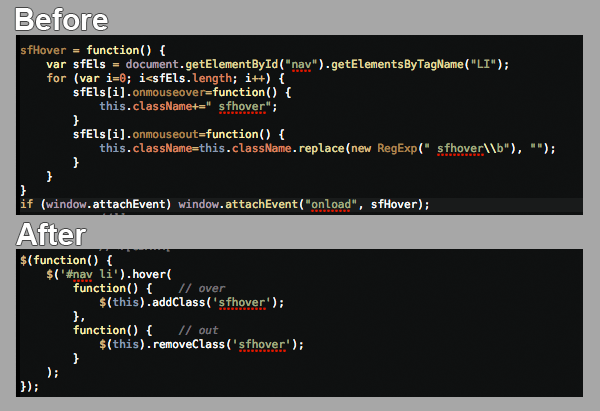 Before
sfHover = function() {
    var sfEls = document.getElementById("nav").getElementsByTagName("LI");
    for (var i=0; i<sfEls.length; i++) {
        sfEls[i].onmouseover=function() {
            this.className+=" sfhover";
        }
        sfEls[i].onmouseout=function() {
            this.className=this.className.replace(new RegExp(" sfhover\\b"), "");
        }
    }
}
if (window.attachEvent) window.attachEvent("onload", sfHover);
After
$(function() {
    $('#nav li').hover(
        function() {    // over
            $(this).addClass('sfhover');
        },
        function() {    // out
            $(this).removeClass('sfhover');
        }
    );
});